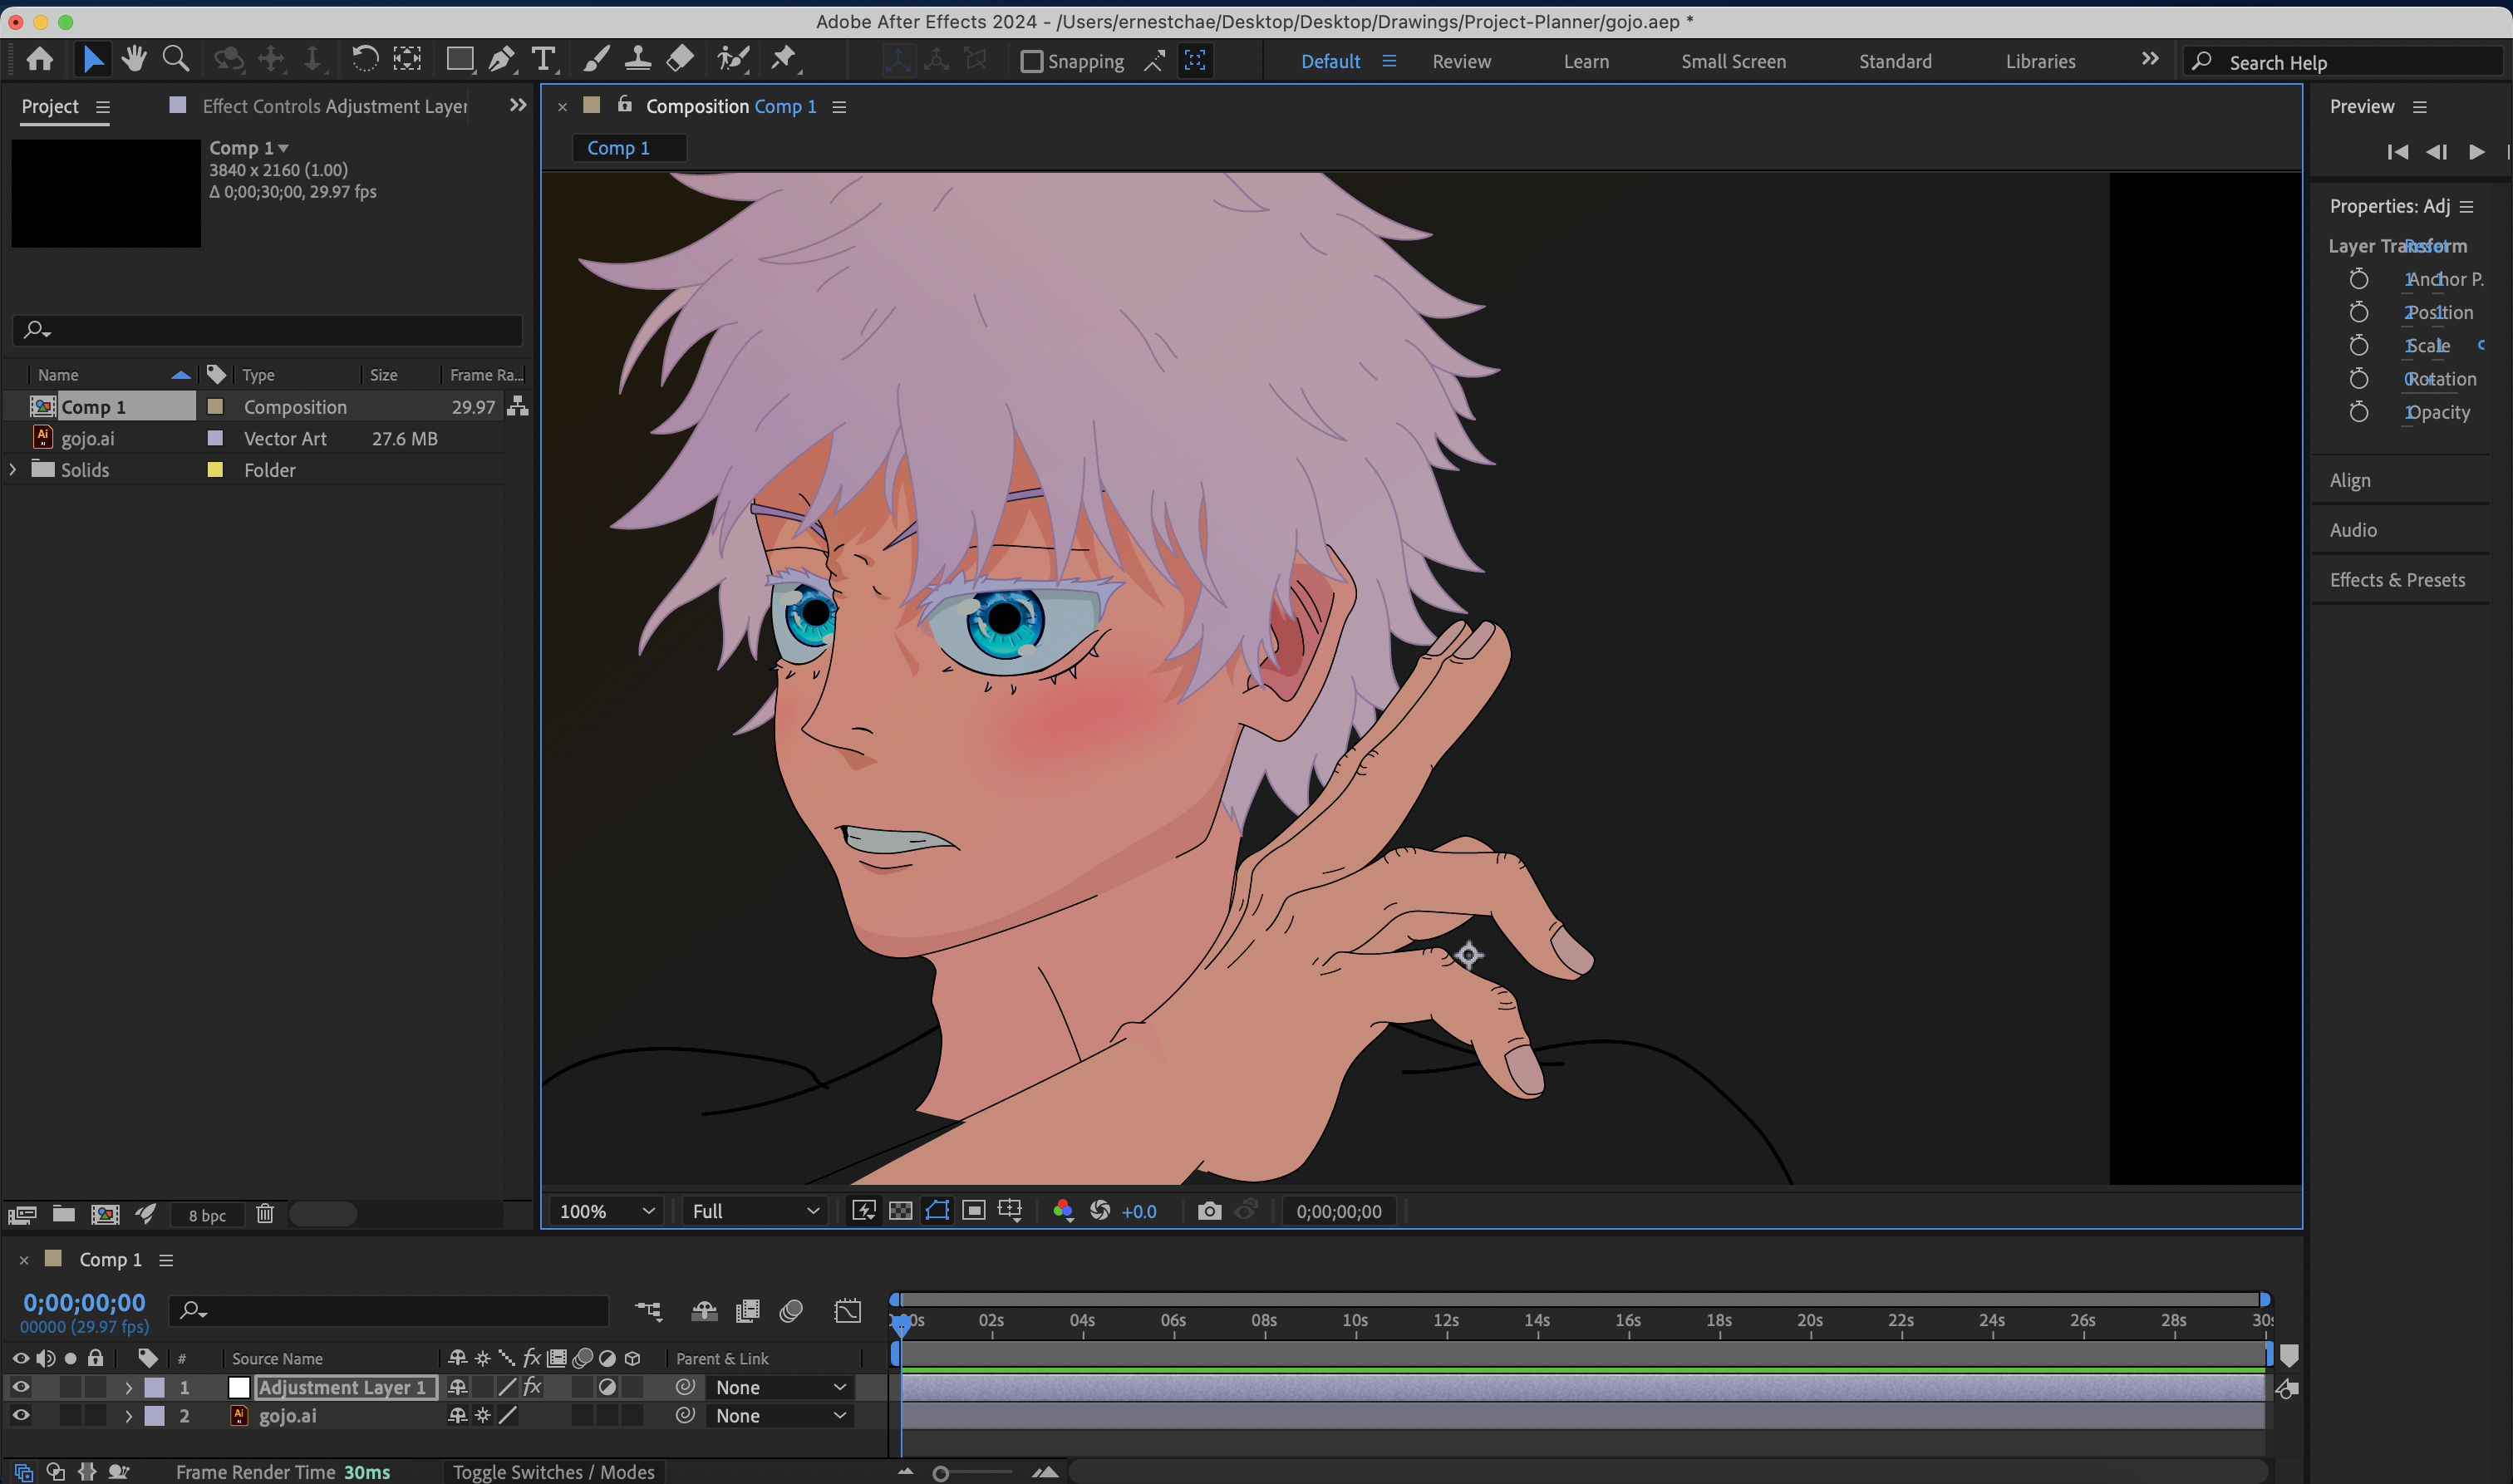 Adobe After Effects 2024 - /Users/ernestchae/Desktop/Desktop/Drawings/Project-Planner/gojo.aep *
Snapping
Default
Review
Learn
Small Screen
Standard
Libraries
Search Help
Project
Effect Controls Adjustment Layer
Composition Comp 1
Preview
Comp 1
3840 x 2160 (1.00)
Δ 0;00;30;00, 29.97 fps
Comp 1
Properties: Adj
Layer Transform
Reset
Anchor P.
Position
Scale
Rotation
Opacity
Align
Audio
Effects & Presets
Name Type Size Frame Ra...
Comp 1 Composition 29.97
Ai gojo.ai Vector Art 27.6 MB
Solids Folder
8 bpc
100% Full +0.0 0;00;00;00
Comp 1
0;00;00;00
00000 (29.97 fps)
02s 04s 06s 08s 10s 12s 14s 16s 18s 20s 22s 24s 26s 28s
# Source Name fx Parent & Link
1 Adjustment Layer 1 fx None
2 Ai gojo.ai None
Frame Render Time 30ms
Toggle Switches / Modes